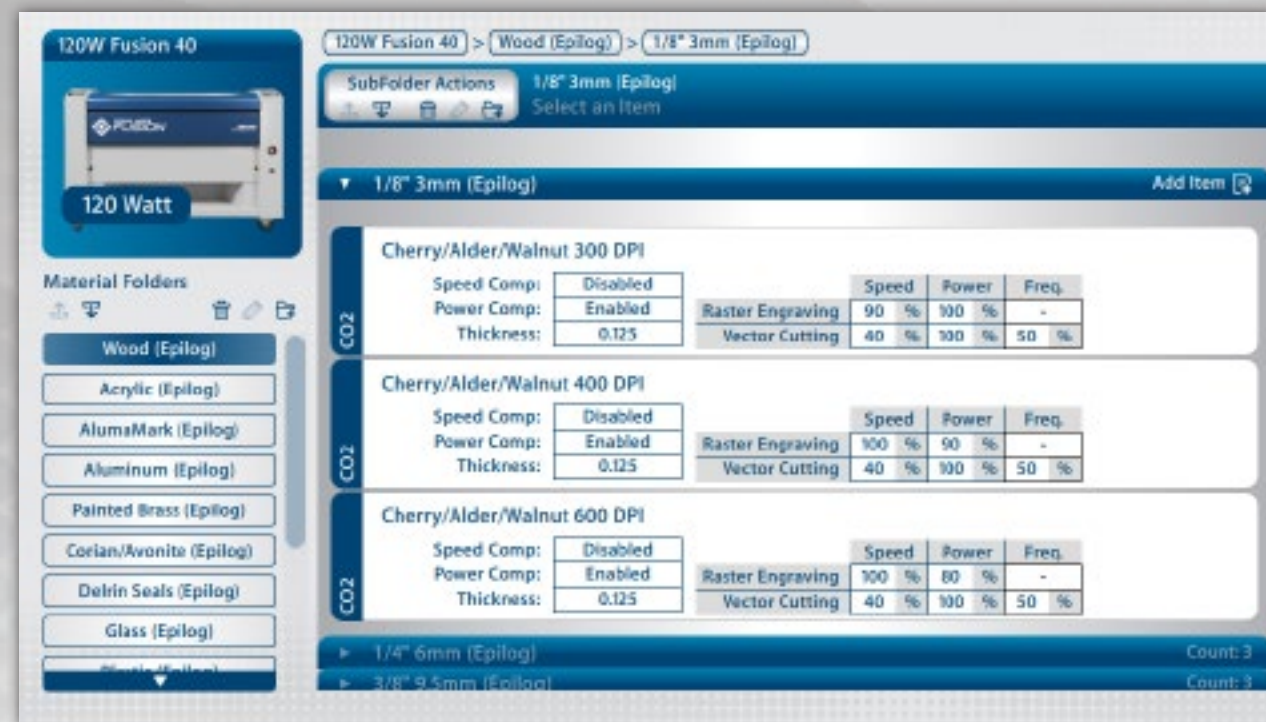 120W Fusion 40
FUSION
120 Watt
Material Folders
Wood (Epilog)
Acrylic (Epilog)
AlumaMark (Epilog)
Aluminum (Epilog)
Painted Brass (Epilog)
Corian/Avonite (Epilog)
Delrin Seals (Epilog)
Glass (Epilog)
120W Fusion 40 > Wood (Epilog) > 1/8" 3mm (Epilog)
SubFolder Actions
1/8" 3mm (Epilog)
Select an Item
1/8" 3mm (Epilog) Add Item
Cherry/Alder/Walnut 300 DPI
CO2
Speed Comp: Disabled Speed Power Freq.
Power Comp: Enabled Raster Engraving 90 % 100 % -
Thickness: 0.125 Vector Cutting 40 % 100 % 50 %
Cherry/Alder/Walnut 400 DPI
CO2
Speed Comp: Disabled Speed Power Freq.
Power Comp: Enabled Raster Engraving 100 % 90 % -
Thickness: 0.125 Vector Cutting 40 % 100 % 50 %
Cherry/Alder/Walnut 600 DPI
CO2
Speed Comp: Disabled Speed Power Freq.
Power Comp: Enabled Raster Engraving 100 % 80 % -
Thickness: 0.125 Vector Cutting 40 % 100 % 50 %
1/4" 6mm (Epilog) Count: 3
3/8" 9.5mm (Epilog) Count: 3